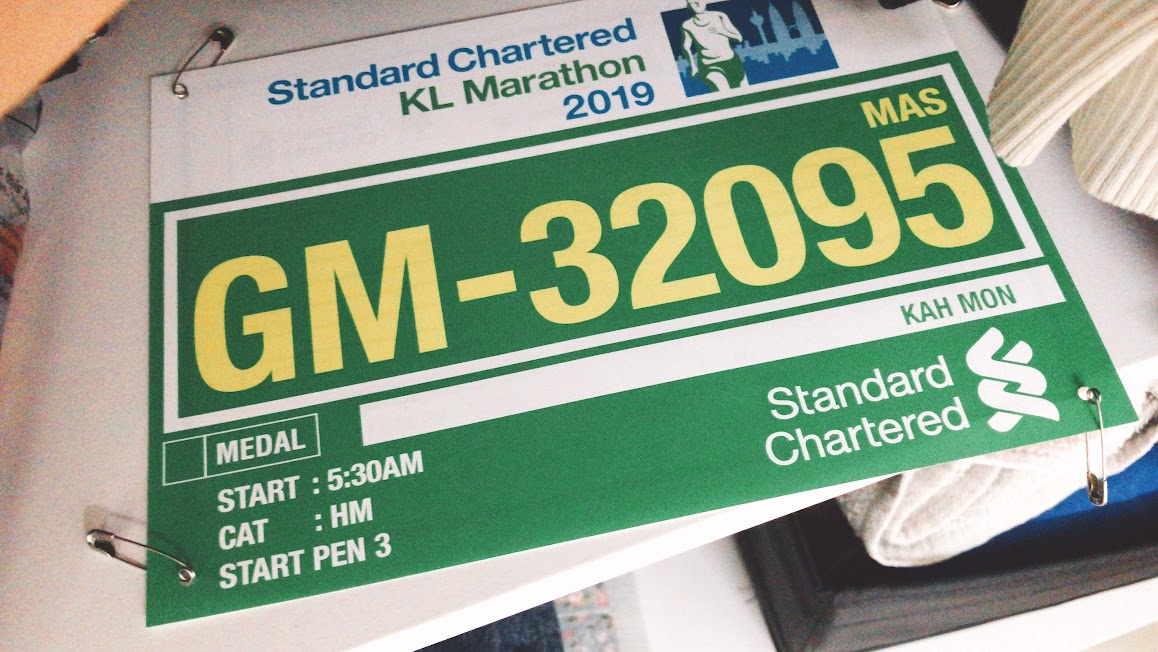 Standard Chartered
KL Marathon
2019
MAS
GM-32095
KAH MON
MEDAL
START : 5:30AM
CAT : HM
START PEN 3
Standard
Chartered